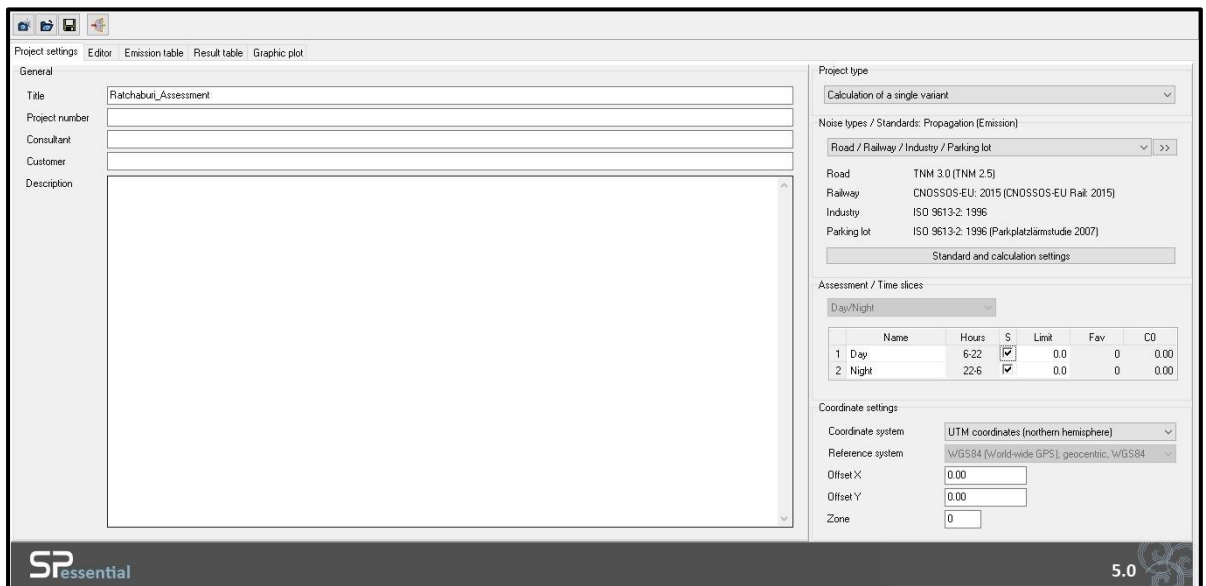 Project settings Editor Emission table Result table Graphic plot
General
Title Ratchaburi_Assessment
Project number
Consultant
Customer
Description
Project type
Calculation of a single variant
Noise types / Standards: Propagation (Emission)
Road / Railway / Industry / Parking lot >>
Road TNM 3.0 (TNM 2.5)
Railway CNOSSOS-EU: 2015 (CNOSSOS-EU Rail: 2015)
Industry ISO 9613-2: 1996
Parking lot ISO 9613-2: 1996 (Parkplatzlärmstudie 2007)
Standard and calculation settings
Assessment / Time slices
Day/Night
Name Hours S Limit Fav C0
1 Day 6-22 0.0 0 0.00
2 Night 22-6 0.0 0 0.00
Coordinate settings
Coordinate system UTM coordinates (northern hemisphere)
Reference system WGS84 (World-wide GPS), geocentric, WGS84
Offset X 0.00
Offset Y 0.00
Zone 0
SPessential 5.0